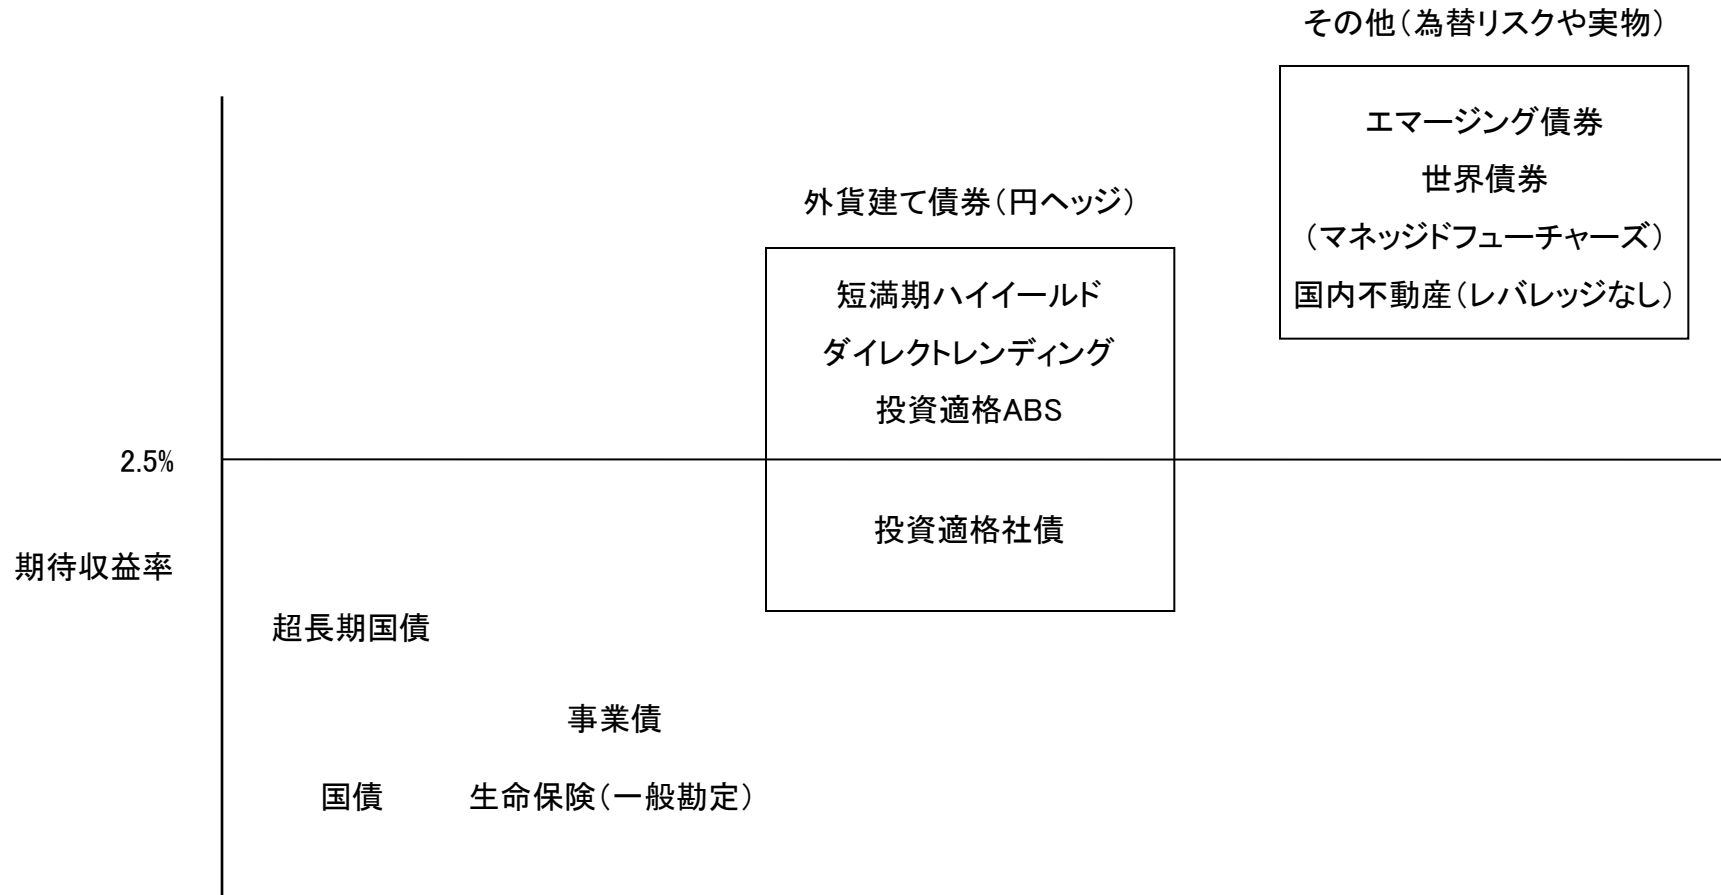 その他（為替リスクや実物）
エマージング債券
世界債券
（マネッジドフューチャーズ）
国内不動産（レバレッジなし）
外貨建て債券（円ヘッジ）
短満期ハイイールド
ダイレクトレンディング
投資適格ABS
2.5%
投資適格社債
期待収益率
超長期国債
事業債
国債
生命保険（一般勘定）